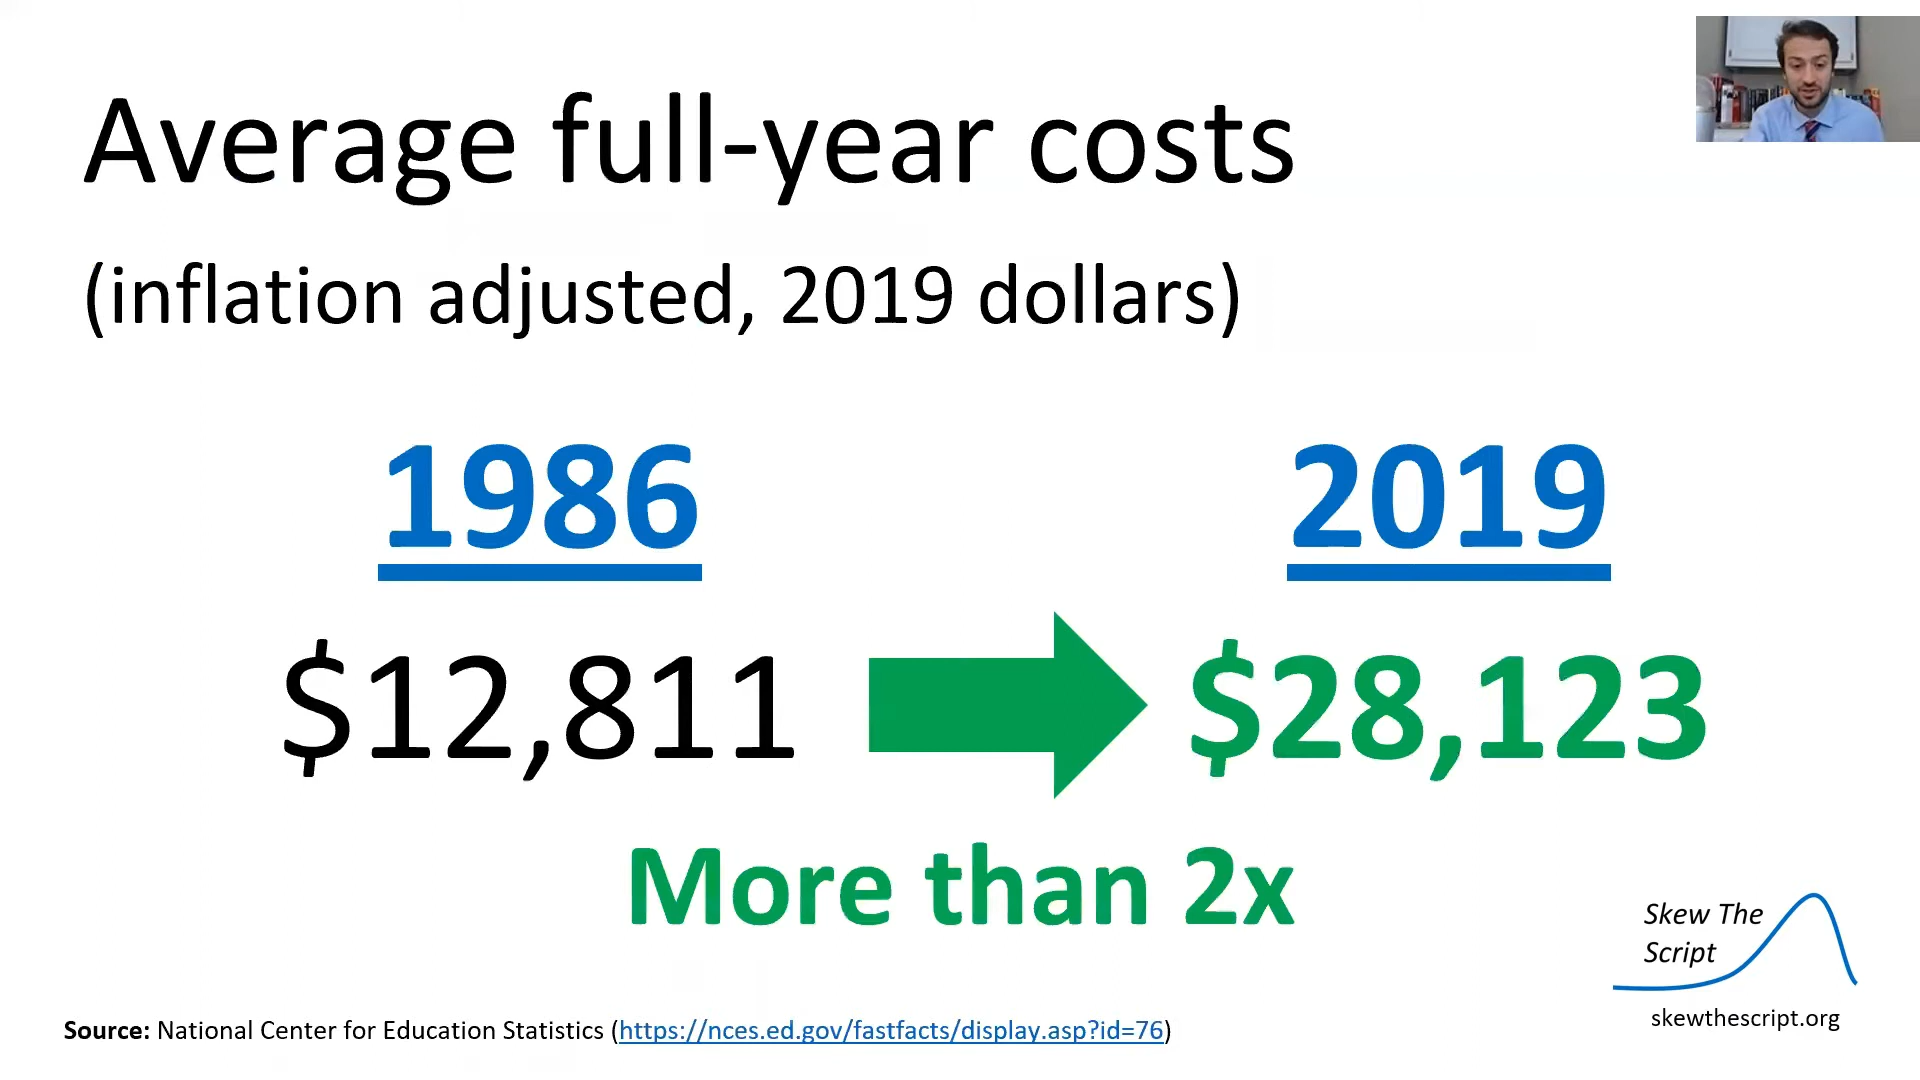 Average full-year costs
(inflation adjusted, 2019 dollars)
1986
2019
$12,811
$28,123
More than 2x
Skew The
Script
skewthescript.org
Source: National Center for Education Statistics (https://nces.ed.gov/fastfacts/display.asp?id=76)